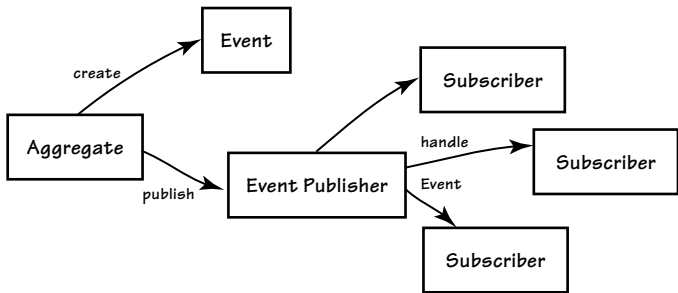 Event
create
Subscriber
Aggregate
handle
Subscriber
Event Publisher
Event
publish
Subscriber